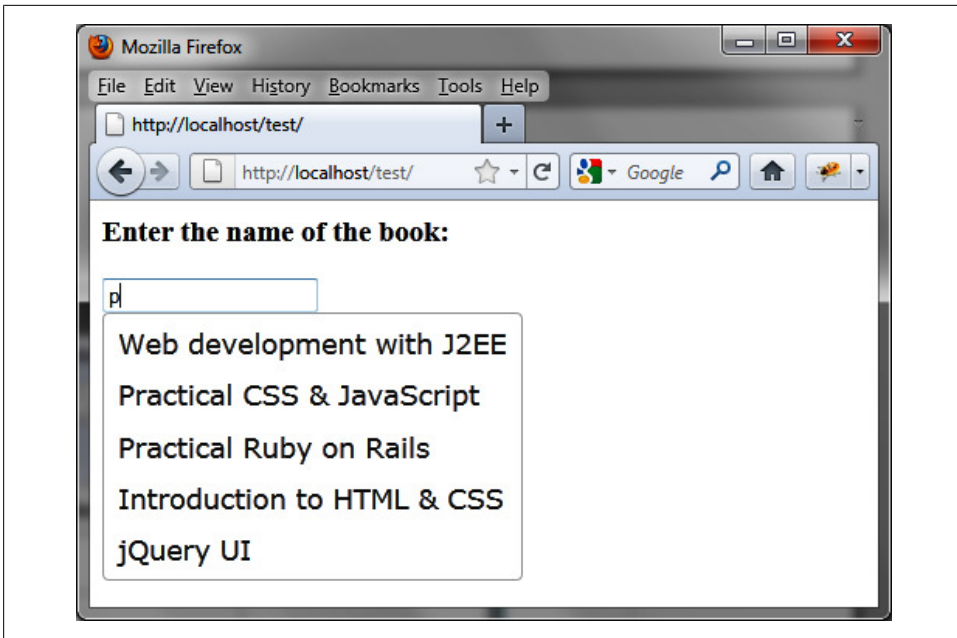 Mozilla Firefox
File Edit View History Bookmarks Tools Help
http://localhost/test/
http://localhost/test/ Google
Enter the name of the book:
p
Web development with J2EE
Practical CSS & JavaScript
Practical Ruby on Rails
Introduction to HTML & CSS
jQuery UI